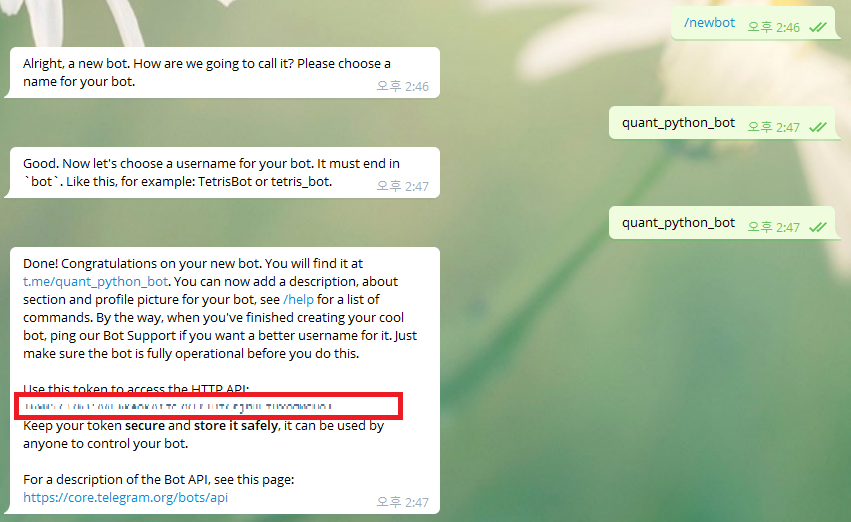 /newbot 오후 2:46
Alright, a new bot. How are we going to call it? Please choose a
name for your bot.
오후 2:46
quant_python_bot 오후 2:47
Good. Now let's choose a username for your bot. It must end in
`bot`. Like this, for example: TetrisBot or tetris_bot.
오후 2:47
quant_python_bot 오후 2:47
Done! Congratulations on your new bot. You will find it at
t.me/quant_python_bot. You can now add a description, about
section and profile picture for your bot, see /help for a list of
commands. By the way, when you've finished creating your cool
bot, ping our Bot Support if you want a better username for it. Just
make sure the bot is fully operational before you do this.
Use this token to access the HTTP API:
Keep your token secure and store it safely, it can be used by
anyone to control your bot.
For a description of the Bot API, see this page:
https://core.telegram.org/bots/api
오후 2:47